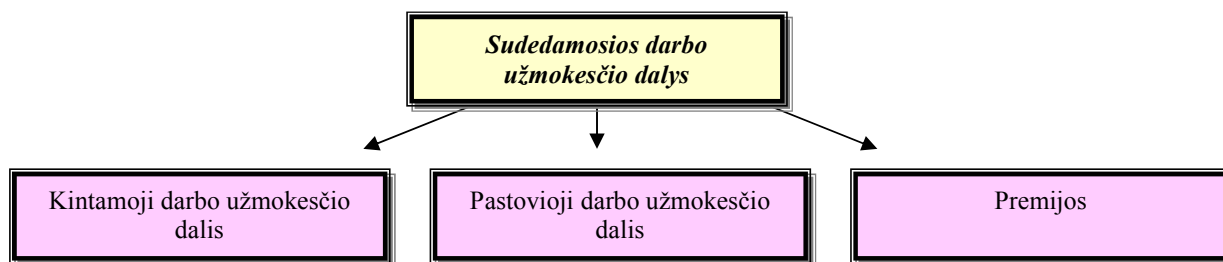 Sudedamosios darbo
užmokesčio dalys
Kintamoji darbo užmokesčio
dalis
Pastovioji darbo užmokesčio
dalis
Premijos